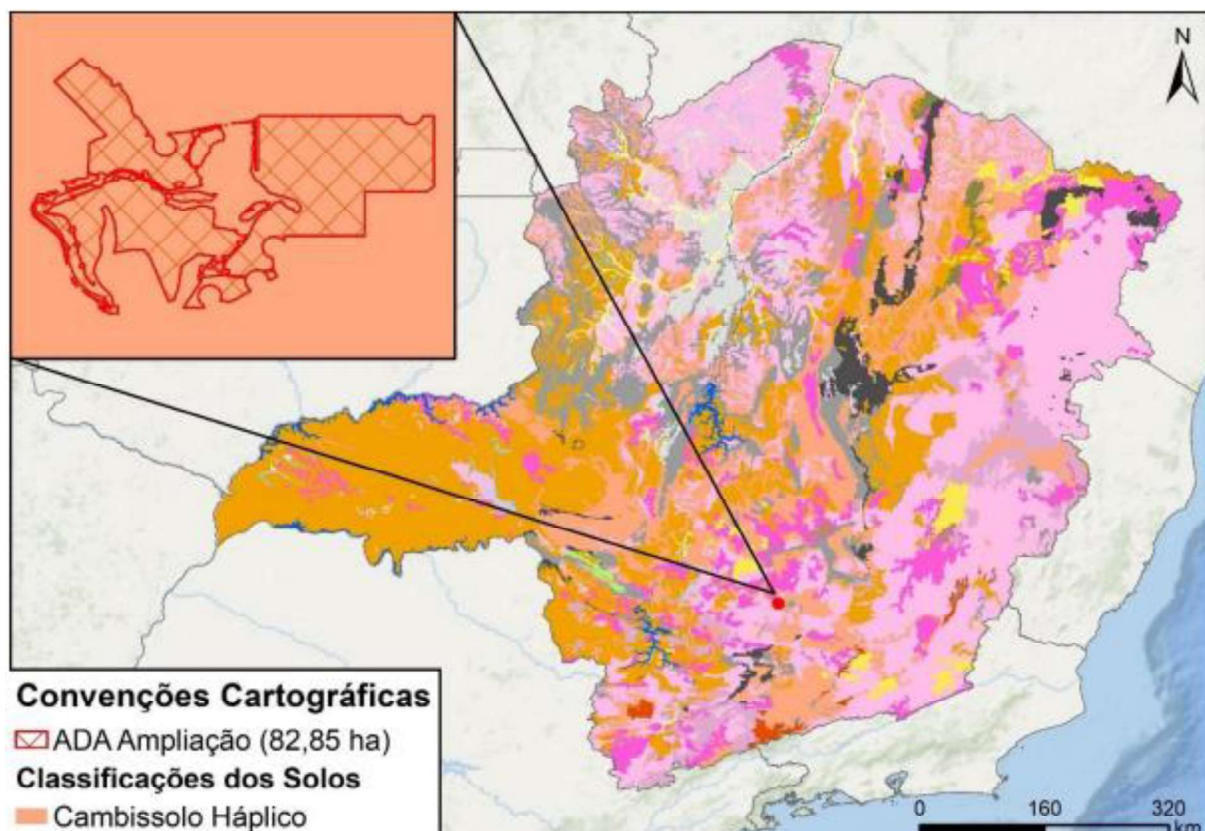 N
Convenções Cartográficas
ADA Ampliação (82,85 ha)
Classificações dos Solos
Cambissolo Háplico
0 160 320
km